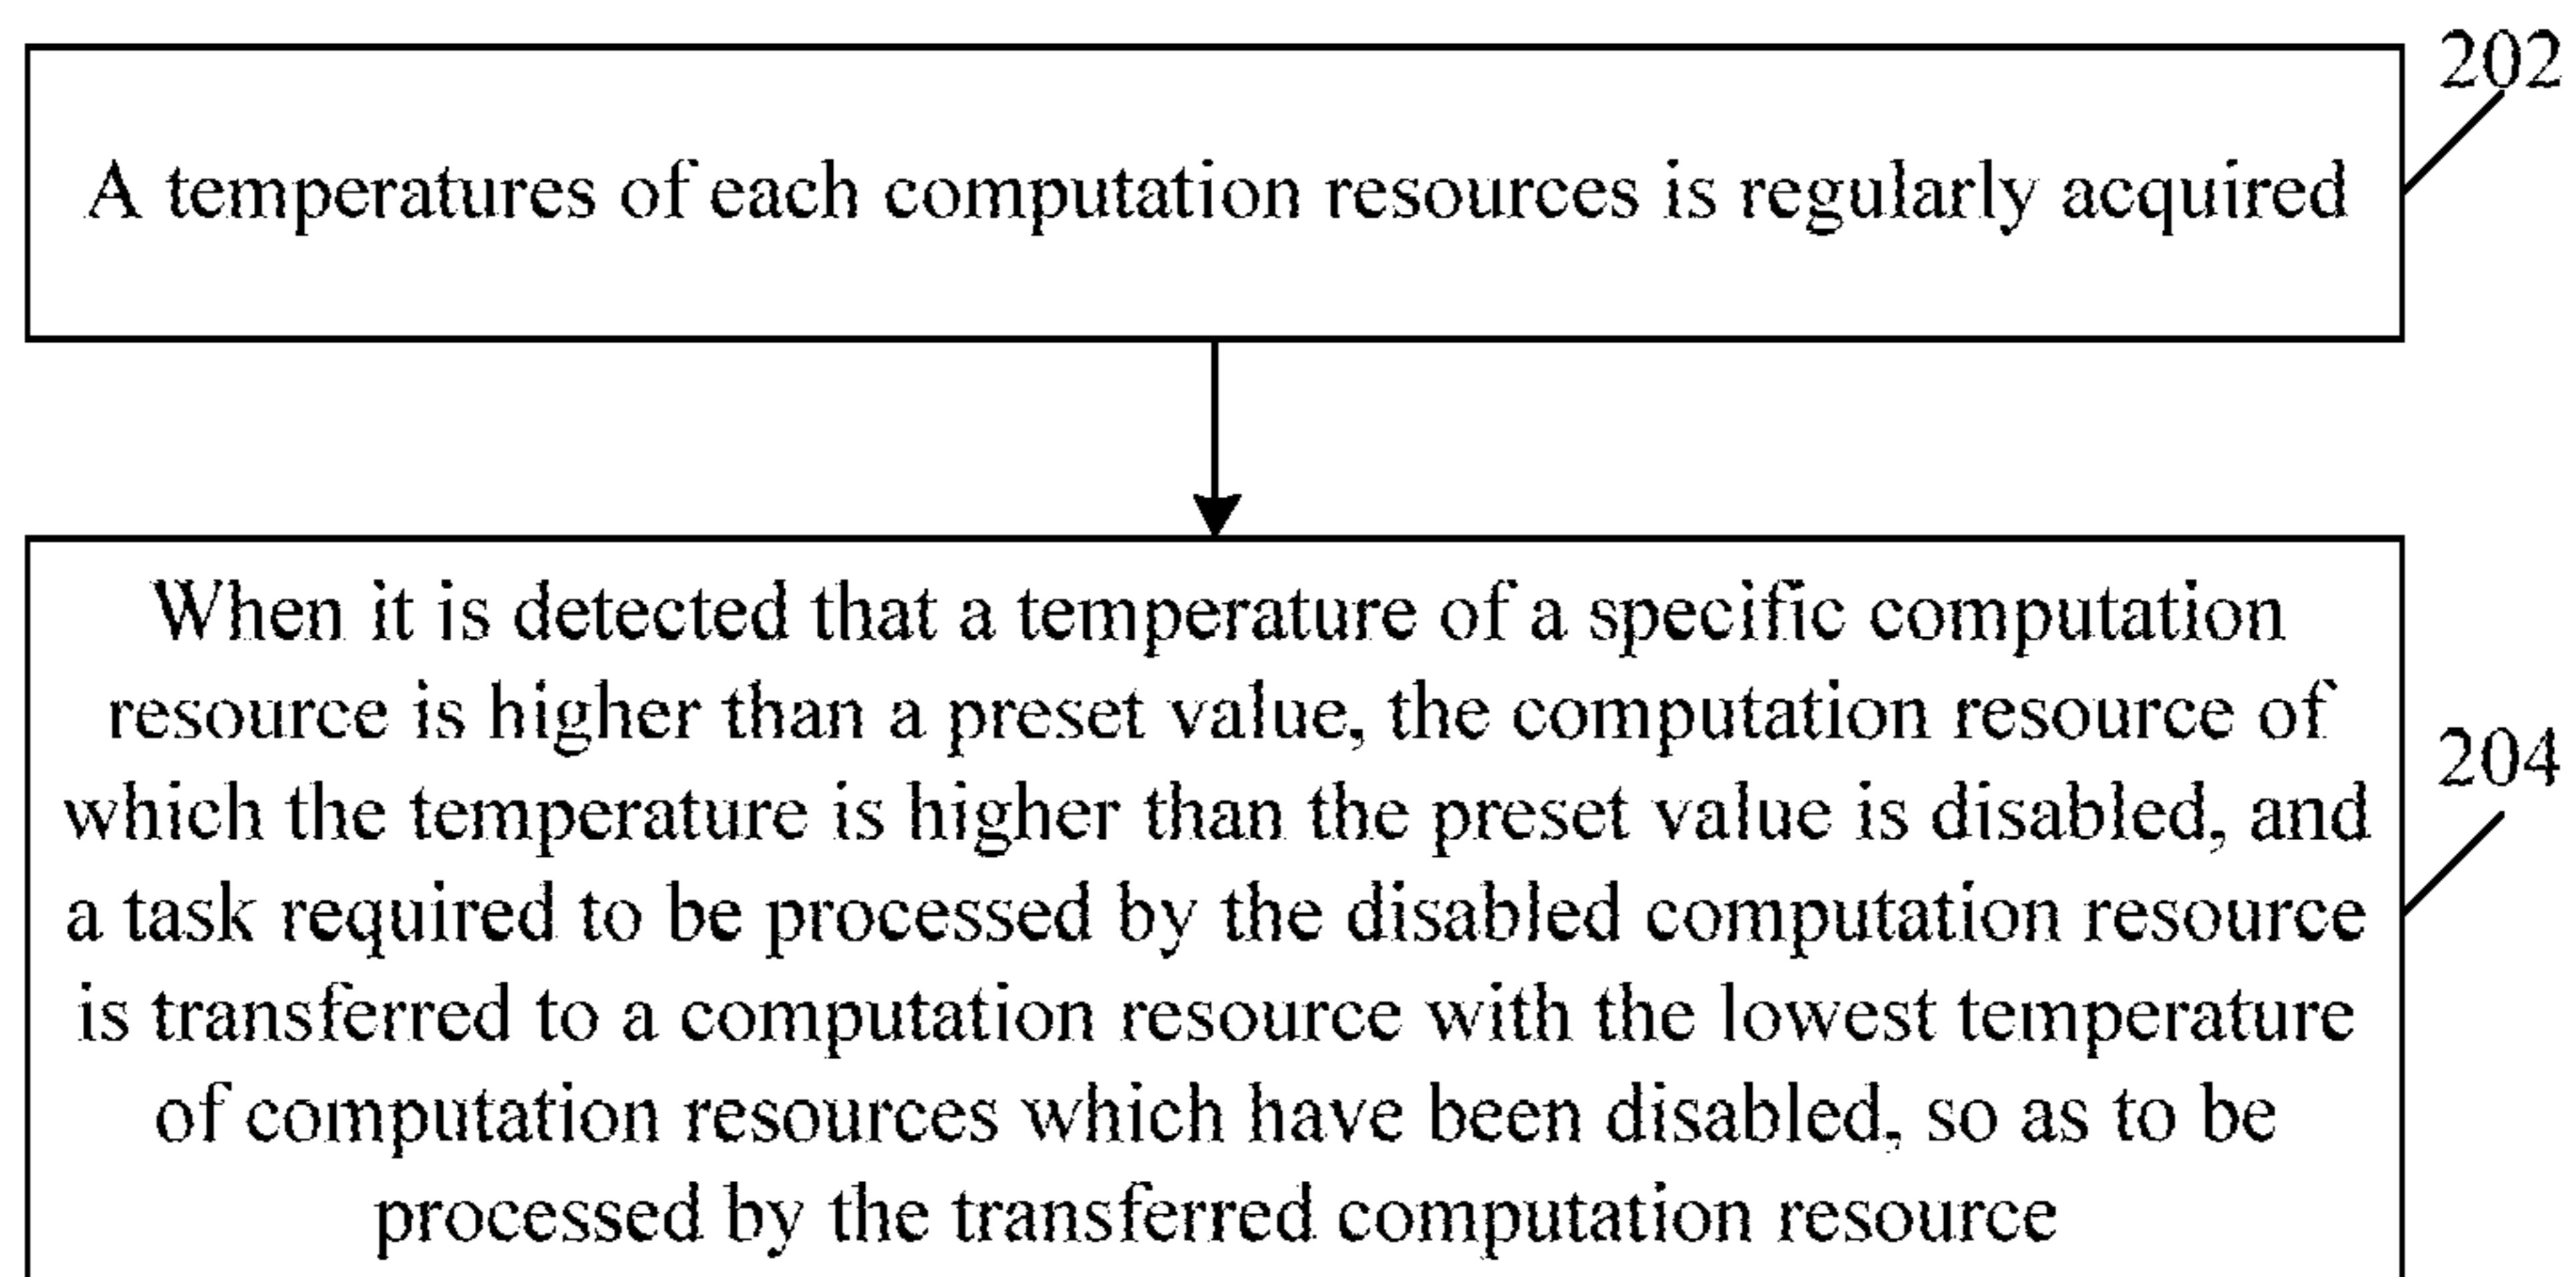 202
A temperatures of each computation resources is regularly acquired
When it is detected that a temperature of a specific computation
resource is higher than a preset value, the computation resource of
which the temperature is higher than the preset value is disabled, and
204
a task required to be processed by the disabled computation resource
is transferred to a computation resource with the lowest temperature
of computation resources which have been disabled, so as to be
processed by the transferred computation resource